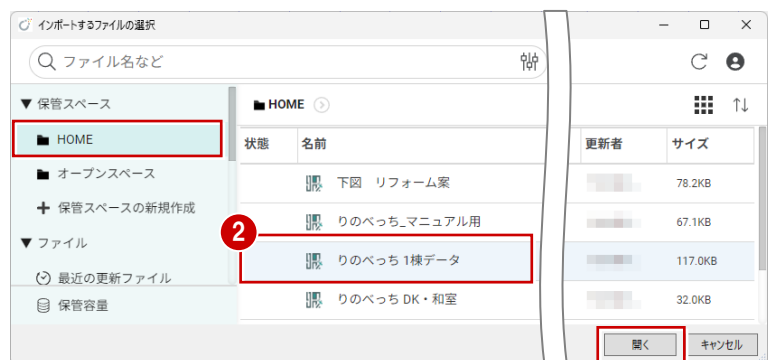 インポートするファイルの選択
ファイル名など
▼ 保管スペース
HOME
オープンスペース
+ 保管スペースの新規作成
▼ ファイル
最近の更新ファイル
保管容量
HOME
状態 名前 更新者 サイズ
下図 リフォーム案 78.2KB
りのべっち_マニュアル用 67.1KB
2
りのべっち 1棟データ 117.0KB
りのべっち DK・和室 32.0KB
開く キャンセル